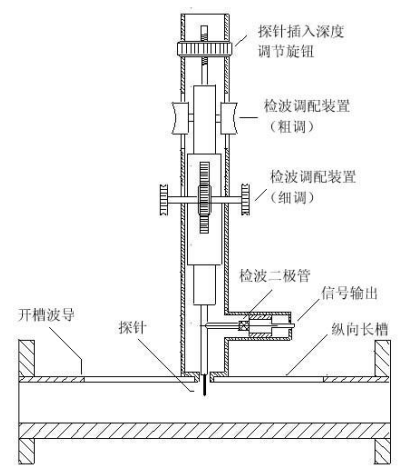 探针插入深度
调节旋钮
检波调配装置
（粗调）
检波调配装置
（细调）
检波二极管
信号输出
开槽波导
探针
纵向长槽